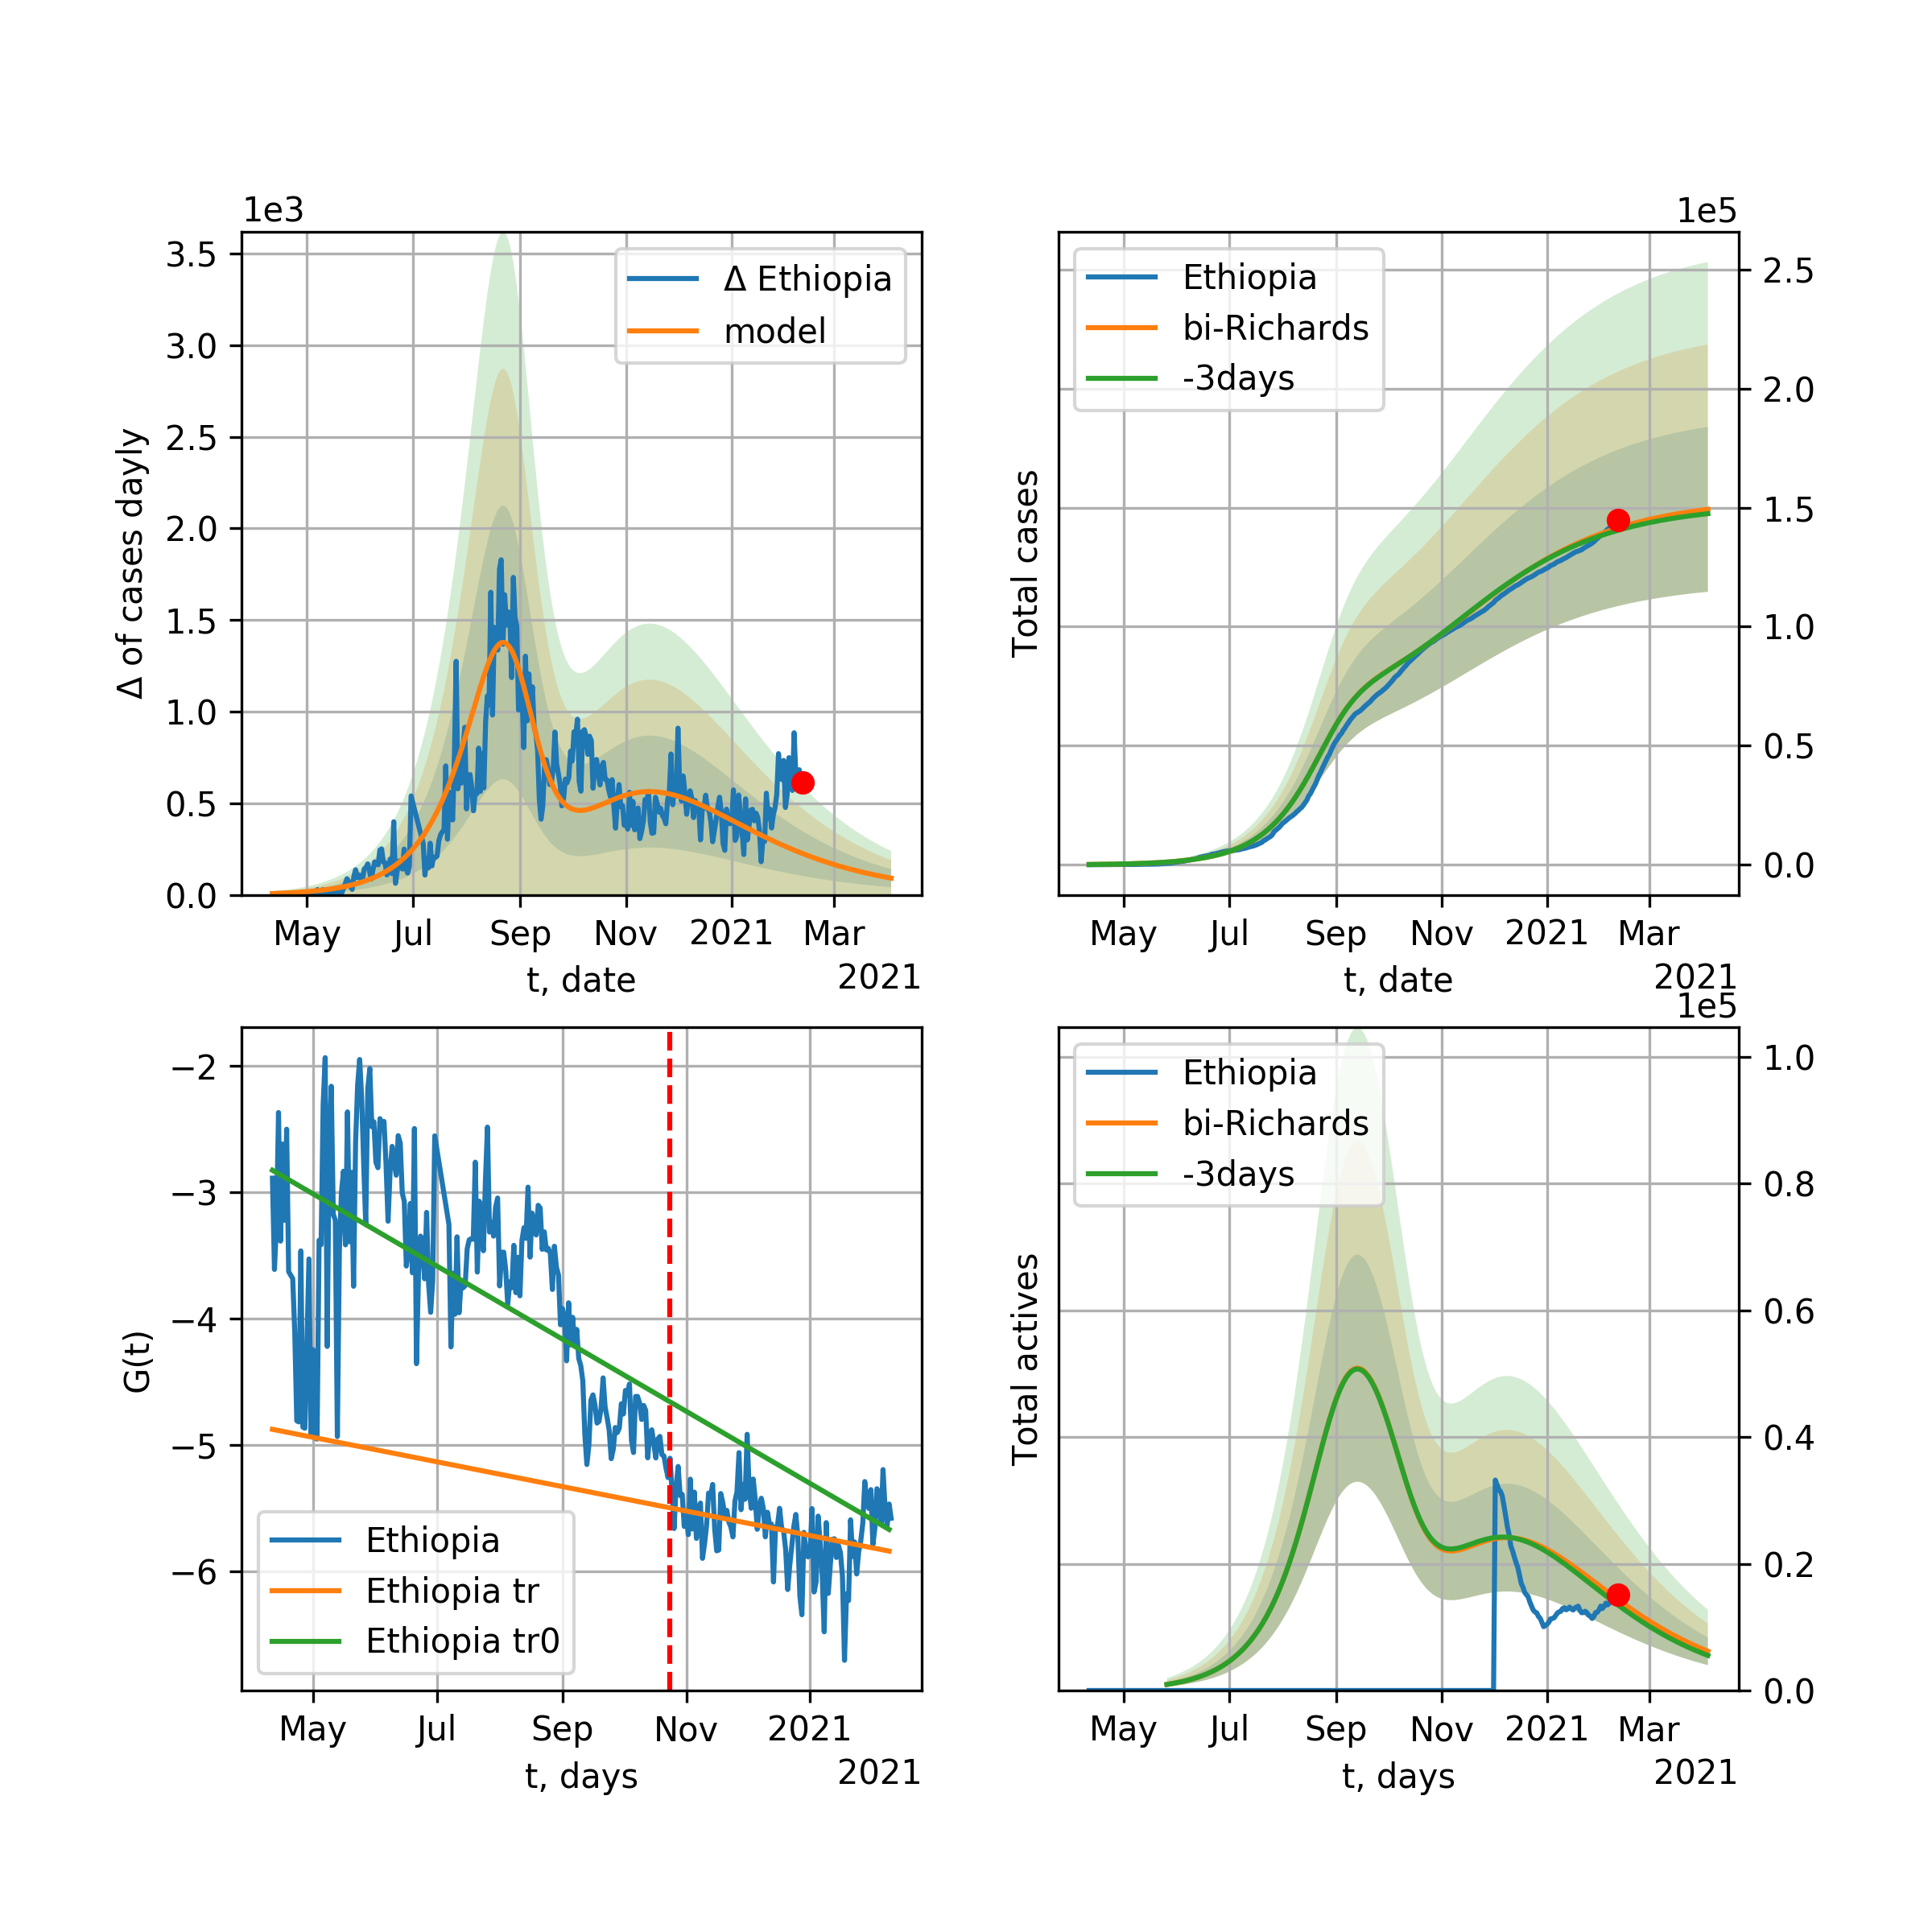 1e3
3.5
3.0
2.5
2.0
1.5
1.0
0.5
0.0
Δ of cases dayly
Δ Ethiopia
model
May Jul Sep Nov 2021 Mar
t, date
2021
1e5
Total cases
Ethiopia
bi-Richards
-3days
2.5
2.0
1.5
1.0
0.5
0.0
May Jul Sep Nov 2021 Mar
t, date
2021
−2
−3
−4
−5
−6
G(t)
Ethiopia
Ethiopia tr
Ethiopia tr0
May Jul Sep Nov 2021
t, days
2021
1e5
Total actives
Ethiopia
bi-Richards
-3days
1.0
0.8
0.6
0.4
0.2
0.0
May Jul Sep Nov 2021 Mar
t, days
2021